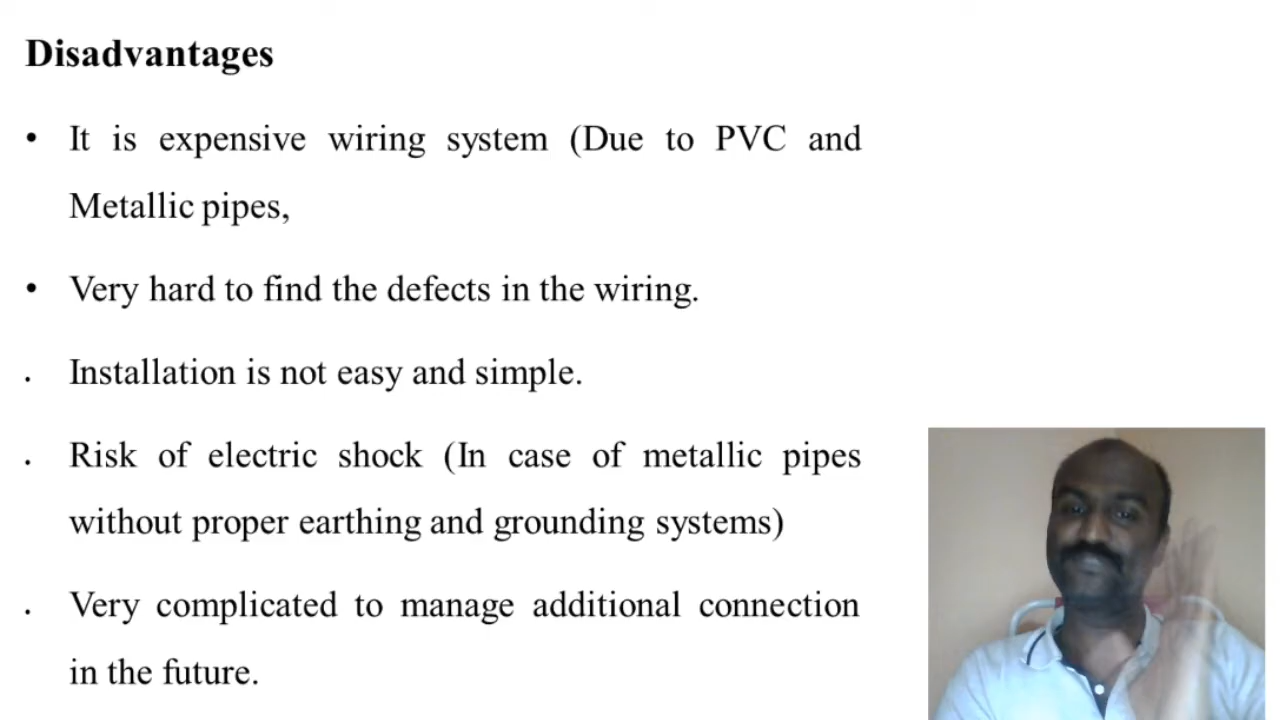 Disadvantages
• It is expensive wiring system (Due to PVC and
Metallic pipes,
• Very hard to find the defects in the wiring.
• Installation is not easy and simple.
• Risk of electric shock (In case of metallic pipes
without proper earthing and grounding systems)
• Very complicated to manage additional connection
in the future.